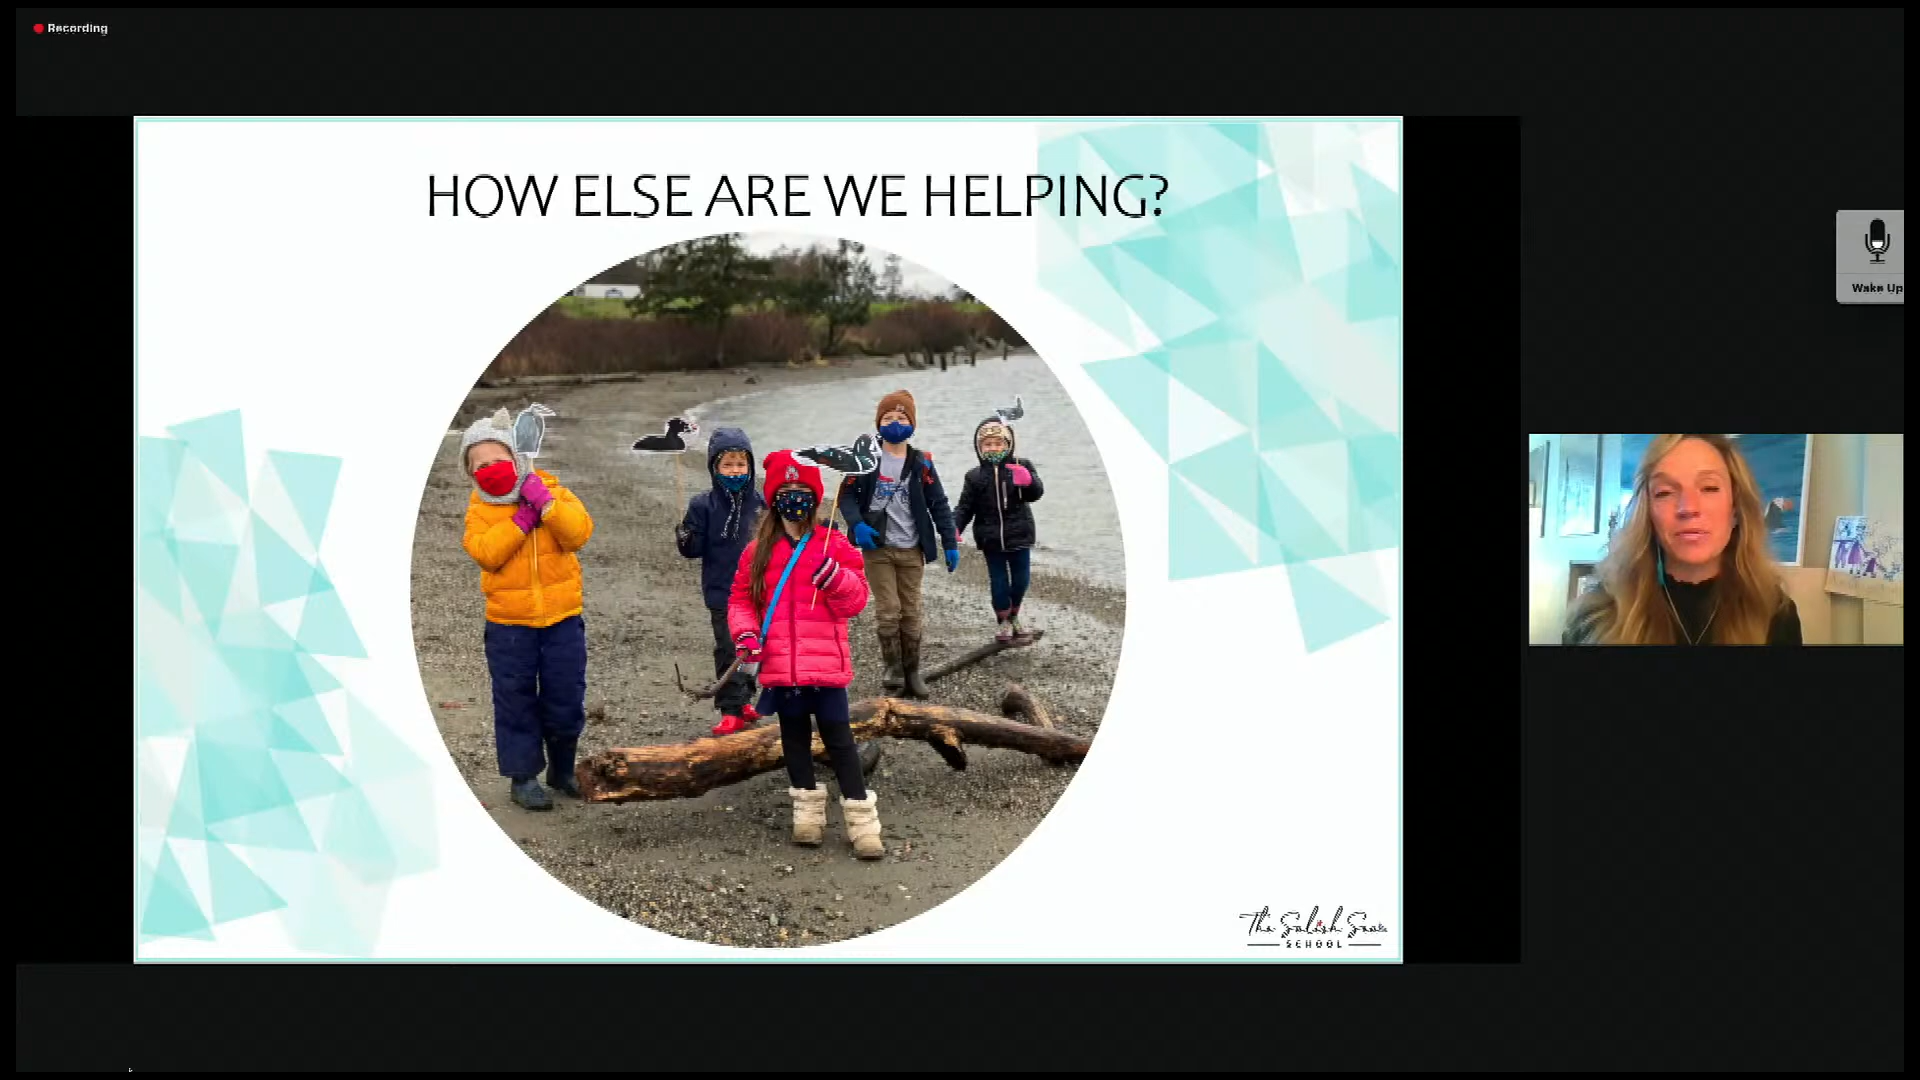 Recording
HOW ELSE ARE WE HELPING?
Wake Up
The Salish Sea
SCHOOL